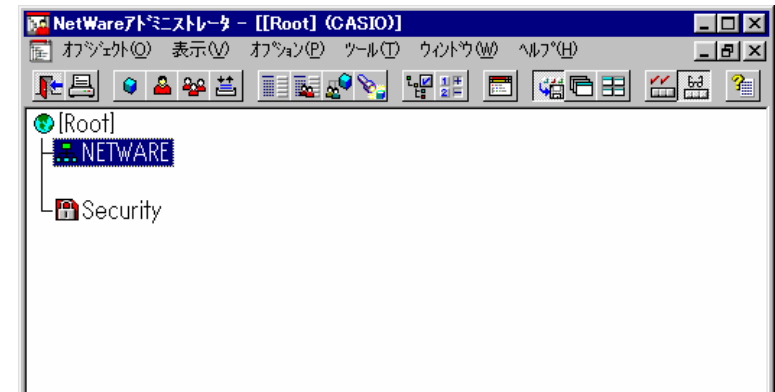 NetWareｱﾄﾞﾐﾆｽﾄﾚｰﾀ - [[Root] (CASIO)]
ｵﾌﾞｼﾞｪｸﾄ(O) 表示(V) ｵﾌﾟｼｮﾝ(P) ﾂｰﾙ(T) ｳｨﾝﾄﾞｳ(W) ﾍﾙﾌﾟ(H)
[Root]
NETWARE
Security